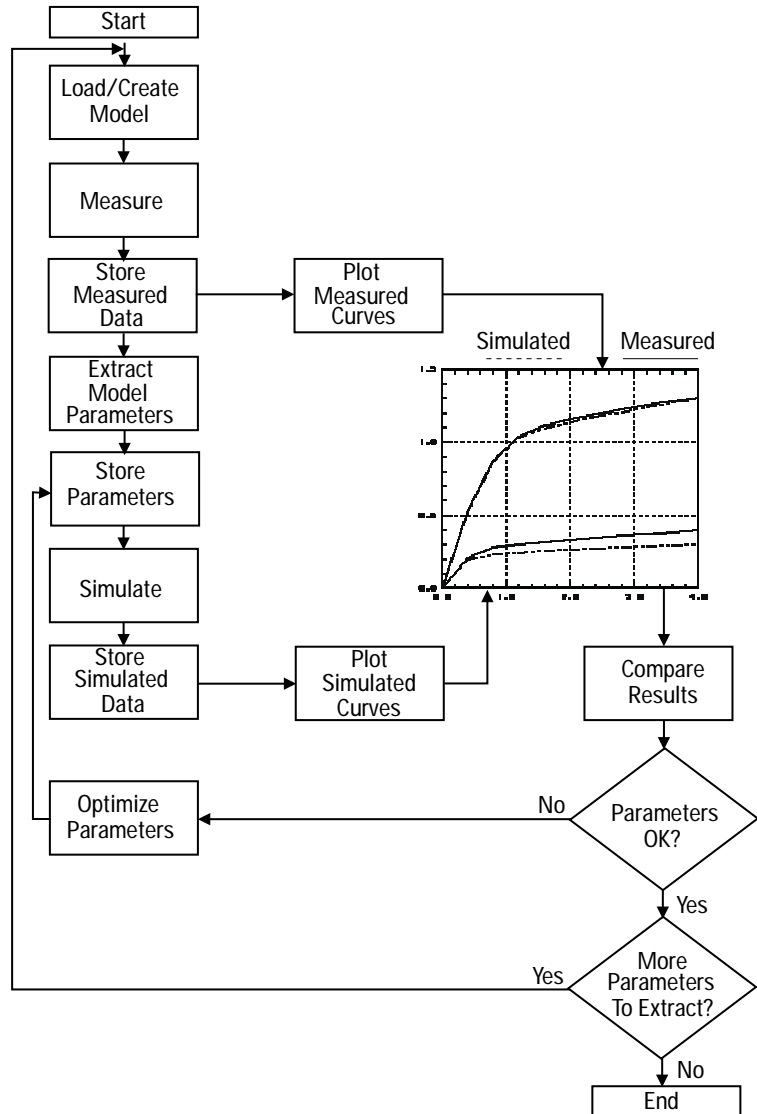 Start
Load/Create
Model
Measure
Store
Measured
Data
Plot
Measured
Curves
Simulated
Measured
Extract
Model
Parameters
Store
Parameters
Simulate
Store
Simulated
Data
Plot
Simulated
Curves
1.0
Compare
Results
Optimize
Parameters
No
Parameters
OK?
Yes
Yes
More
Parameters
To Extract?
No
End